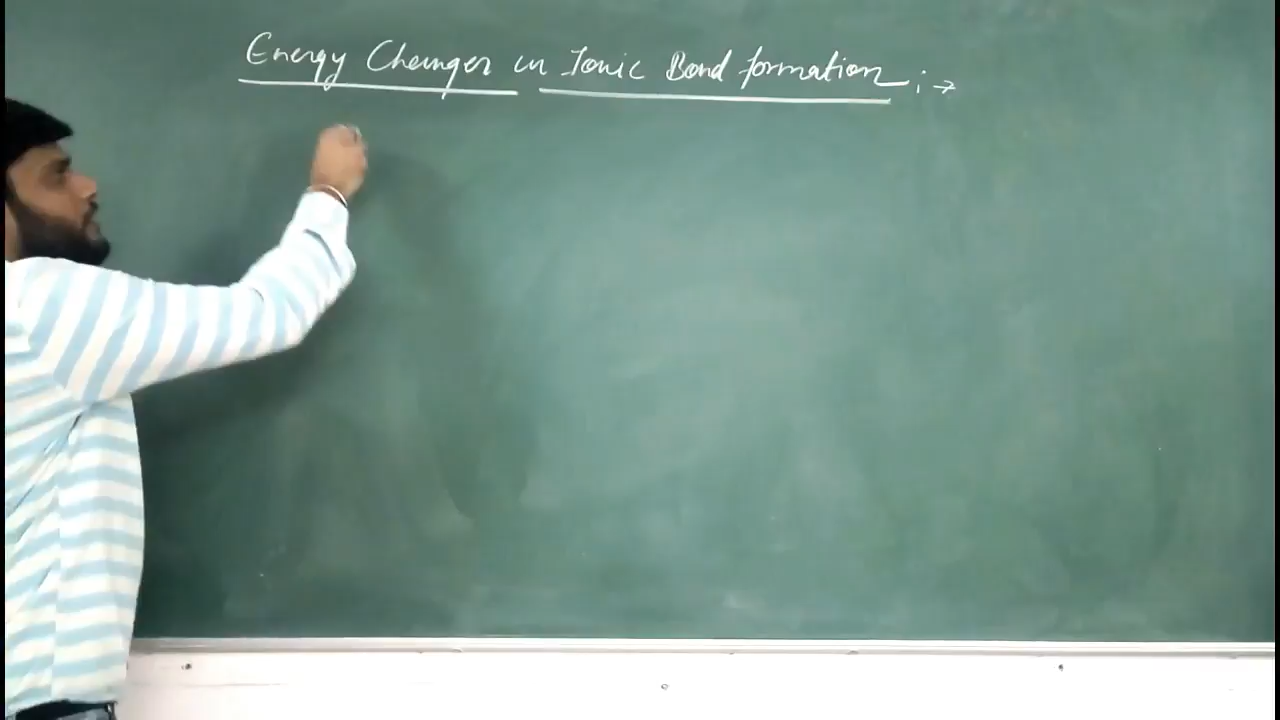 Energy Changes in Ionic Bond formation ; →